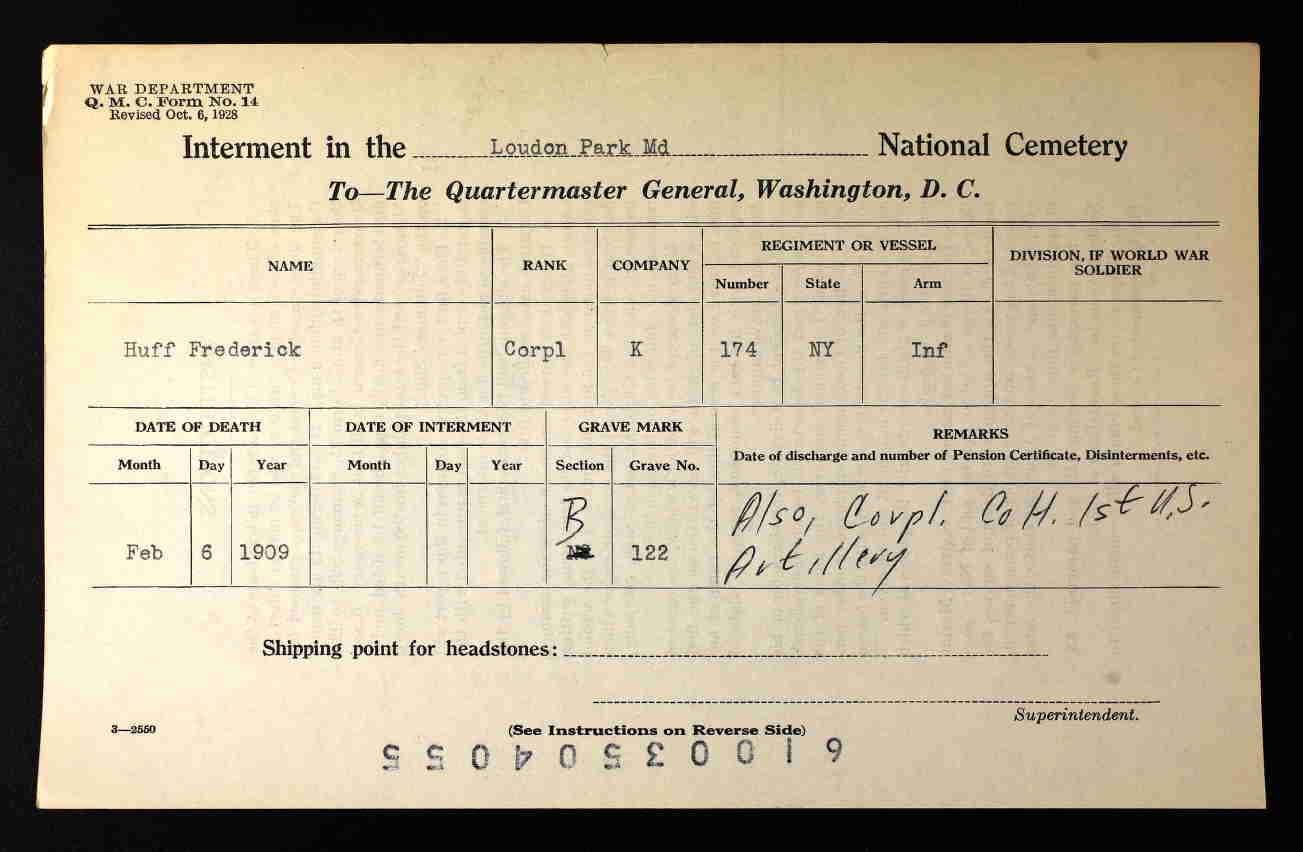 WAR DEPARTMENT
Q. M. C. Form No. 14
Revised Oct. 6, 1928
Interment in the Loudon Park Md National Cemetery
To—The Quartermaster General, Washington, D. C.
NAME RANK COMPANY REGIMENT OR VESSEL DIVISION, IF WORLD WAR SOLDIER
Number State Arm
Huff Frederick Corpl K 174 NY Inf
DATE OF DEATH DATE OF INTERMENT GRAVE MARK REMARKS
Month Day Year Month Day Year Section Grave No. Date of discharge and number of Pension Certificate, Disinterments, etc.
B Also, Corpl. Co H. 1st U.S.
Feb 6 1909 122 Artillery
Shipping point for headstones:
Superintendent.
3—2550 (See Instructions on Reverse Side)
61003504055